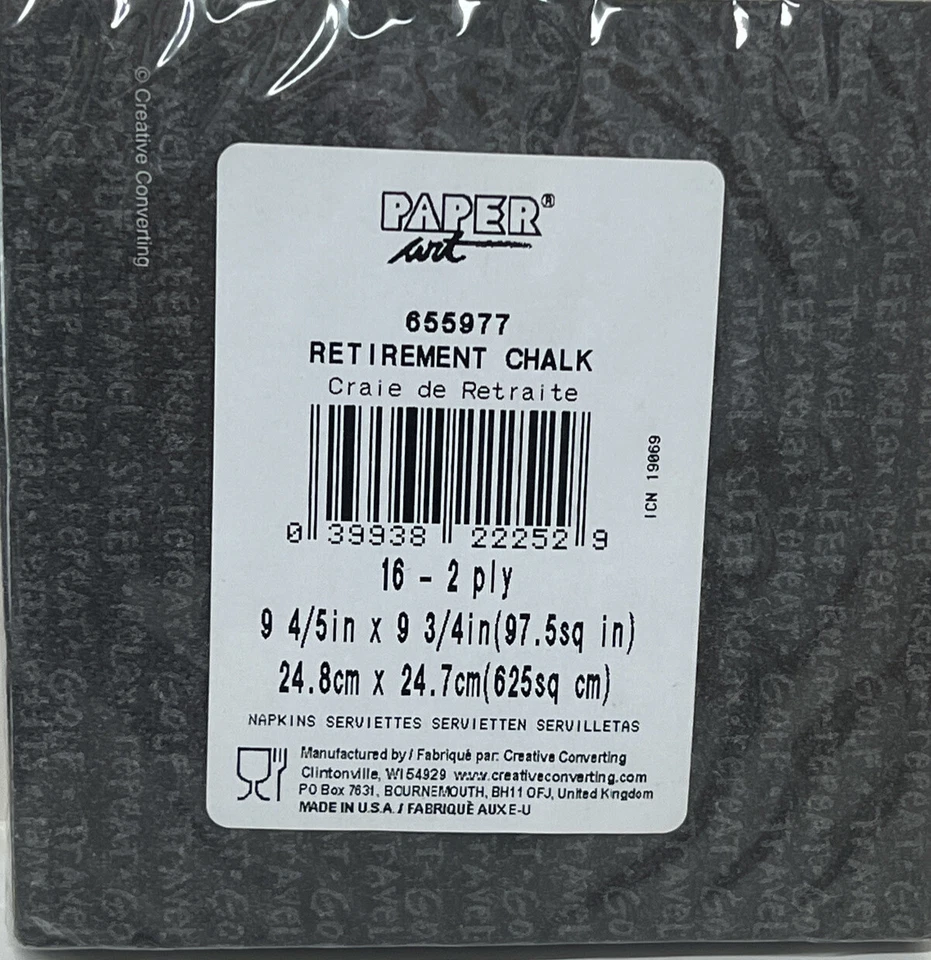 © Creative Converting
PAPER®
art
655977
RETIREMENT CHALK
Craie de Retraite
ICN 19069
0 39938 22252 9
16 - 2 ply
9 4/5in x 9 3/4in(97.5sq in)
24.8cm x 24.7cm(625sq cm)
NAPKINS SERVIETTES SERVIETTEN SERVILLETAS
Manufactured by / Fabriqué par: Creative Converting
Clintonville, WI 54929 www.creativeconverting.com
PO Box 7631, BOURNEMOUTH, BH11 0FJ, United Kingdom
MADE IN U.S.A. / FABRIQUÈ AUX E-U